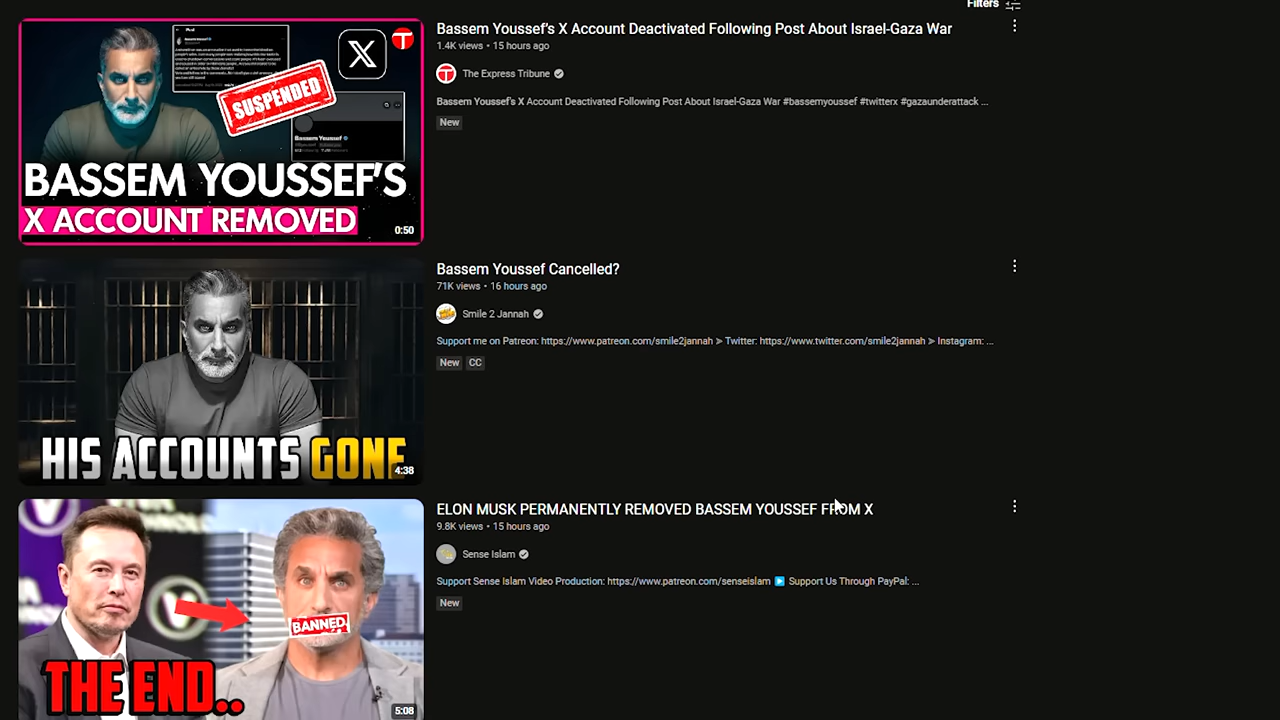 Filters
SUSPENDED
BASSEM YOUSSEF'S
X ACCOUNT REMOVED
0:50
Bassem Youssef's X Account Deactivated Following Post About Israel-Gaza War
1.4K views • 15 hours ago
The Express Tribune
Bassem Youssef's X Account Deactivated Following Post About Israel-Gaza War #bassemyoussef #twitterx #gazaunderattack ...
New
HIS ACCOUNTS GONE
4:38
Bassem Youssef Cancelled?
71K views • 16 hours ago
Smile 2 Jannah
Support me on Patreon: https://www.patreon.com/smile2jannah ➢ Twitter: https://www.twitter.com/smile2jannah ➢ Instagram: ...
New CC
BANNED
THE END..
5:08
ELON MUSK PERMANENTLY REMOVED BASSEM YOUSSEF FROM X
9.8K views • 15 hours ago
Sense Islam
Support Sense Islam Video Production: https://www.patreon.com/senseislam ▶️ Support Us Through PayPal: ...
New